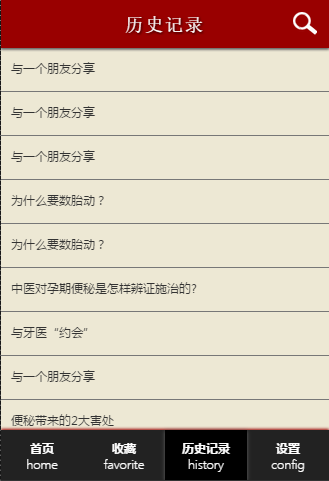 历史记录
与一个朋友分享
与一个朋友分享
与一个朋友分享
为什么要数胎动？
为什么要数胎动？
中医对孕期便秘是怎样辨证施治的?
与牙医“约会”
与一个朋友分享
便秘带来的2大害处
首页 收藏 历史记录 设置
home favorite history config